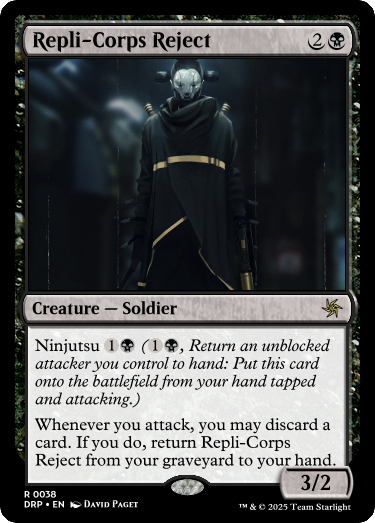 Repli-Corps Reject 2
Creature — Soldier
Ninjutsu 1 (1, Return an unblocked
attacker you control to hand: Put this card
onto the battlefield from your hand tapped
and attacking.)
Whenever you attack, you may discard a
card. If you do, return Repli-Corps
Reject from your graveyard to your hand.
3/2
R 0038
DRP • EN David Paget
™ & © 2025 Team Starlight